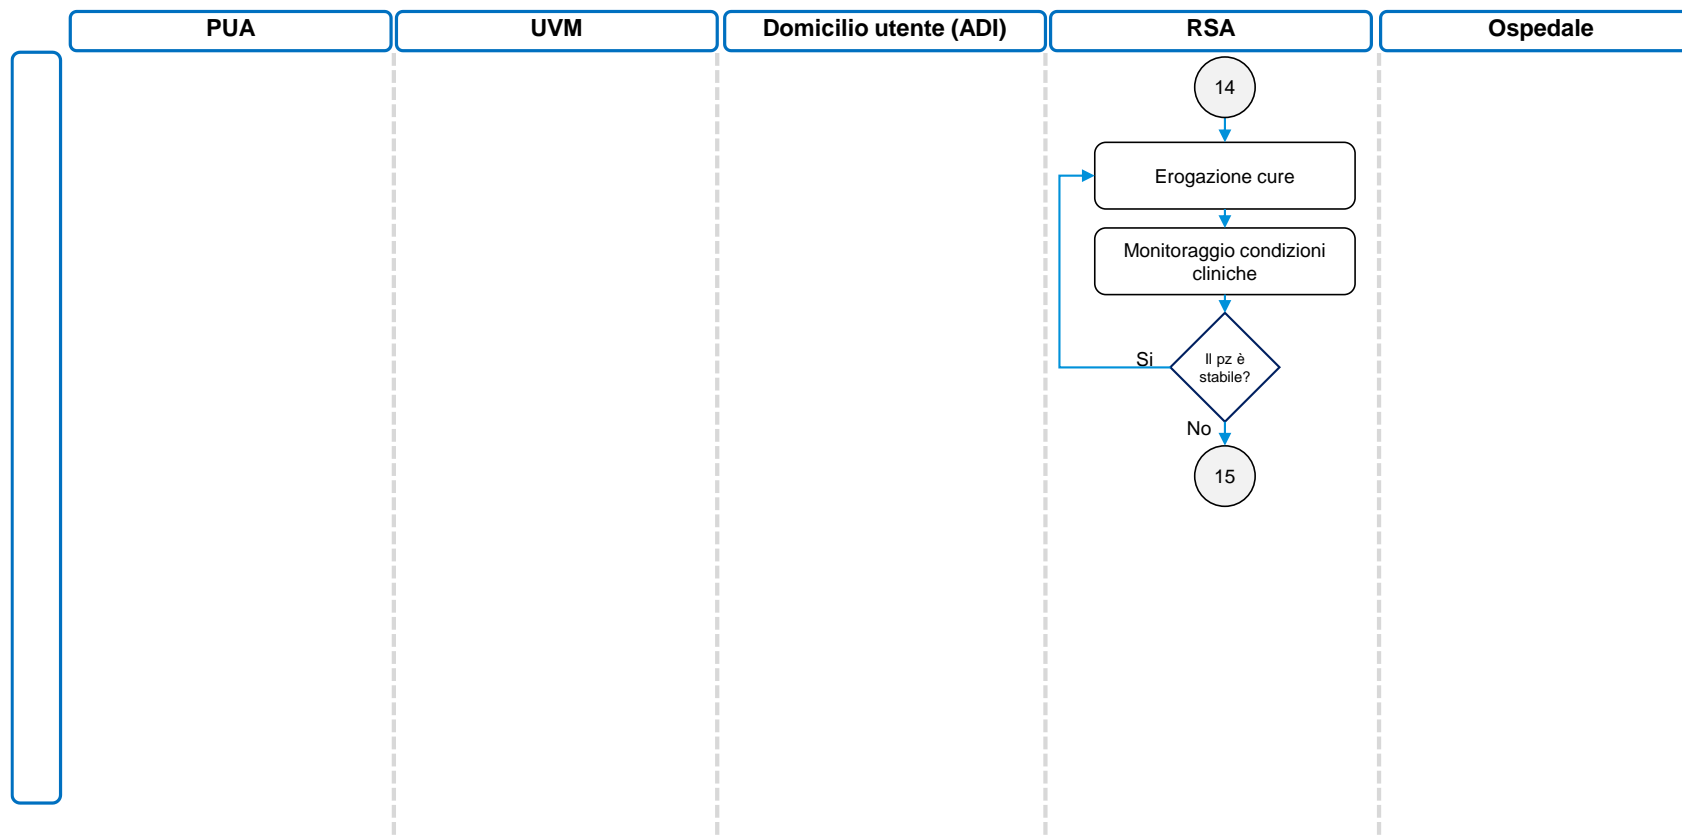 PUA
UVM
Domicilio utente (ADI)
RSA
Ospedale
14
Erogazione cure
Monitoraggio condizioni
cliniche
Il pz è
stabile?
Si
No
15